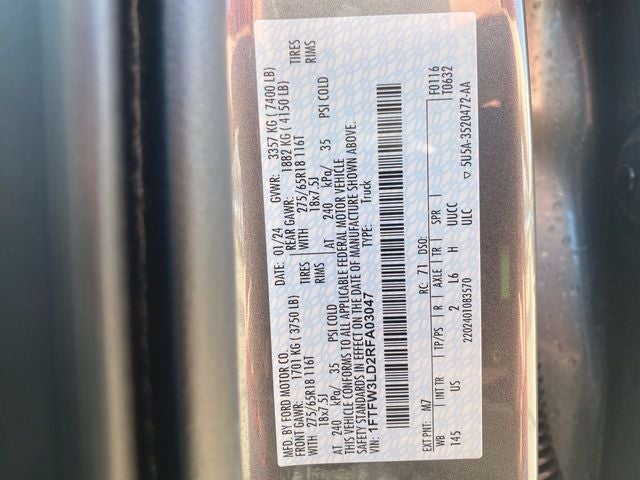 MFD. BY FORD MOTOR CO. DATE: 01/24 GVWR: 3357 KG ( 7400 LB)
FRONT GAWR: 1701 KG ( 3750 LB) REAR GAWR: 1882 KG ( 4150 LB)
WITH 275/65R18 116T TIRES WITH 275/65R18 116T TIRES
18x7.5J RIMS 18x7.5J RIMS
AT 240 kPa/ 35 PSI COLD AT 240 kPa/ 35 PSI COLD
THIS VEHICLE CONFORMS TO ALL APPLICABLE FEDERAL MOTOR VEHICLE
SAFETY STANDARDS IN EFFECT ON THE DATE OF MANUFACTURE SHOWN ABOVE.
VIN: 1FTFW3LD2RFA03047 TYPE: Truck
F0116
T0632
EXT PNT: M7 RC: 71 DSO:
WB INT TR TP/PS R AXLE TR SPR
145 US 2 L6 H UUCC
2202401083570 ULC ▽ 5U5A-3520472-AA